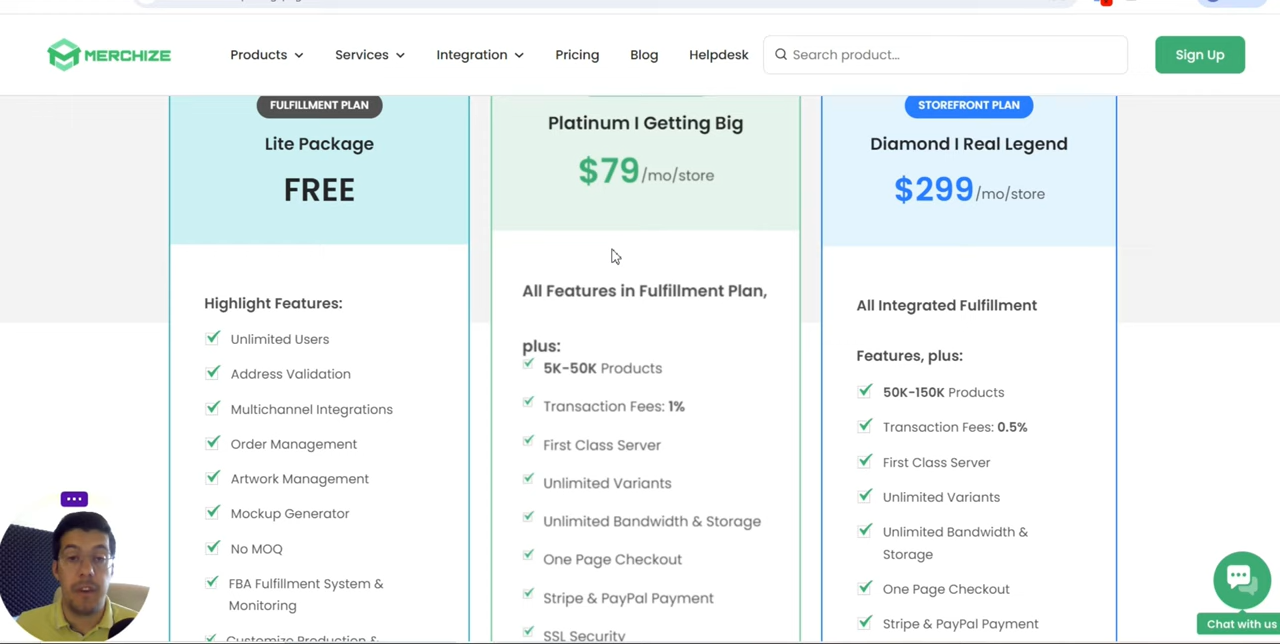 MERCHIZE
Products
Services
Integration
Pricing
Blog
Helpdesk
Search product...
Sign Up
FULFILLMENT PLAN
Lite Package
FREE
Highlight Features:
Unlimited Users
Address Validation
Multichannel Integrations
Order Management
Artwork Management
Mockup Generator
No MOQ
FBA Fulfillment System &
Monitoring
Customize Production &
Platinum I Getting Big
$79/mo/store
All Features in Fulfillment Plan,
plus:
5K-50K Products
Transaction Fees: 1%
First Class Server
Unlimited Variants
Unlimited Bandwidth & Storage
One Page Checkout
Stripe & PayPal Payment
SSL Security
STOREFRONT PLAN
Diamond I Real Legend
$299/mo/store
All Integrated Fulfillment
Features, plus:
50K-150K Products
Transaction Fees: 0.5%
First Class Server
Unlimited Variants
Unlimited Bandwidth &
Storage
One Page Checkout
Stripe & PayPal Payment
Chat with us